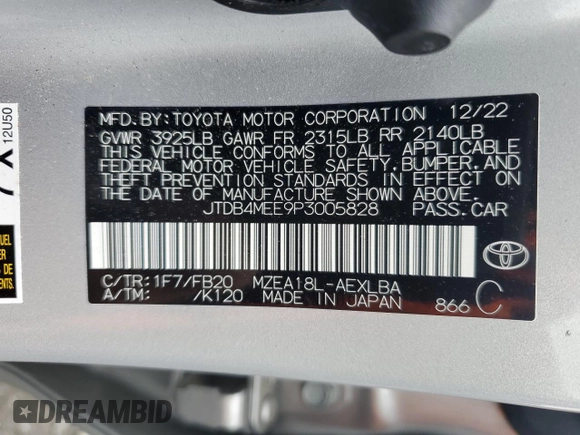 MFD.BY:TOYOTA MOTOR CORPORATION 12/22
GVWR 3925LB GAWR FR 2315LB RR 2140LB
THIS VEHICLE CONFORMS TO ALL APPLICABLE
FEDERAL MOTOR VEHICLE SAFETY,BUMPER,AND
THEFT PREVENTION STANDARDS IN EFFECT ON
THE DATE OF MANUFACTURE SHOWN ABOVE.
JTDB4MEE9P3005828 PASS.CAR
C/TR:1F7/FB20 MZEA18L-AEXLBA
A/TM: /K120 MADE IN JAPAN 866 C
12U50
DREAMBID